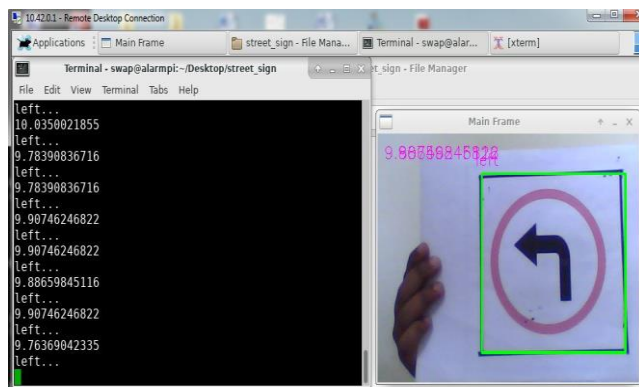 10.42.0.1 - Remote Desktop Connection
Applications Main Frame street_sign - File Mana... Terminal - swap@alar... [xterm]
Terminal - swap@alarmpi:~/Desktop/street_sign
et_sign - File Manager
File Edit View Terminal Tabs Help
left...
10.0350021855
left...
9.78390836716
left...
9.78390836716
left...
9.90746246822
left...
9.90746246822
left...
9.88659845116
left...
9.90746246822
left...
9.76369042335
left...
Main Frame
left